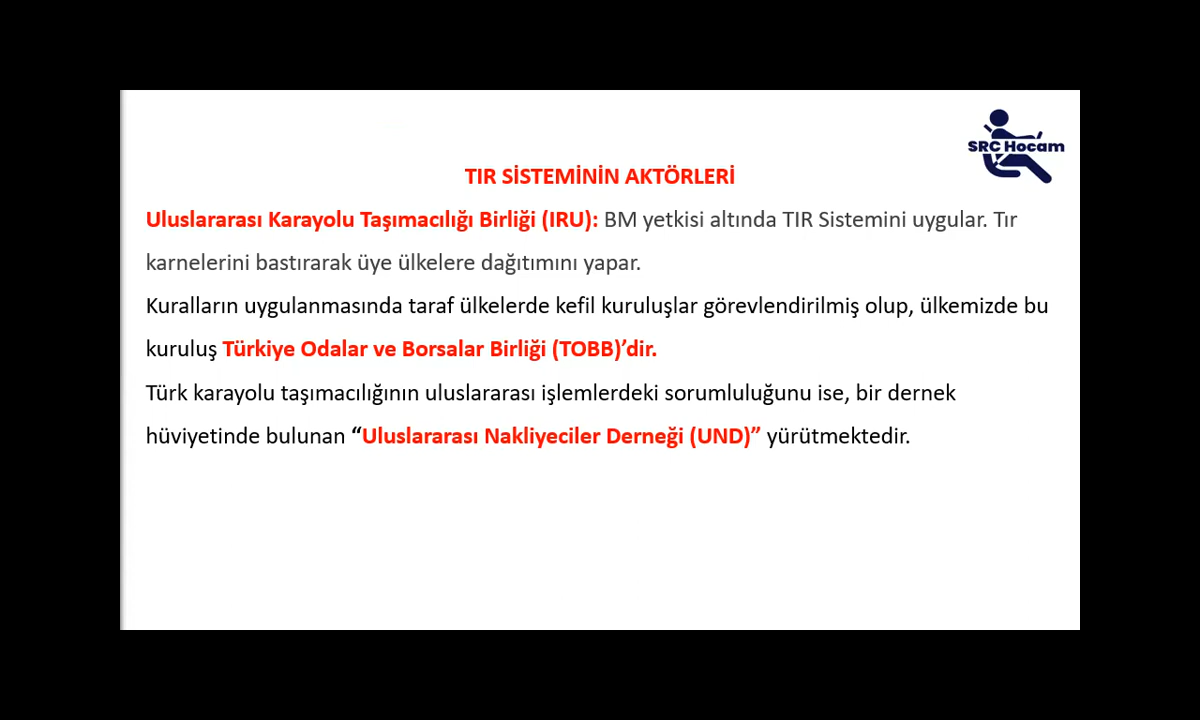 SRC Hocam
TIR SİSTEMİNİN AKTÖRLERİ
Uluslararası Karayolu Taşımacılığı Birliği (IRU): BM yetkisi altında TIR Sistemini uygular. Tır
karnelerini bastırarak üye ülkelere dağıtımını yapar.
Kuralların uygulanmasında taraf ülkelerde kefil kuruluşlar görevlendirilmiş olup, ülkemizde bu
kuruluş Türkiye Odalar ve Borsalar Birliği (TOBB)’dir.
Türk karayolu taşımacılığının uluslararası işlemlerdeki sorumluluğunu ise, bir dernek
hüviyetinde bulunan “Uluslararası Nakliyeciler Derneği (UND)” yürütmektedir.